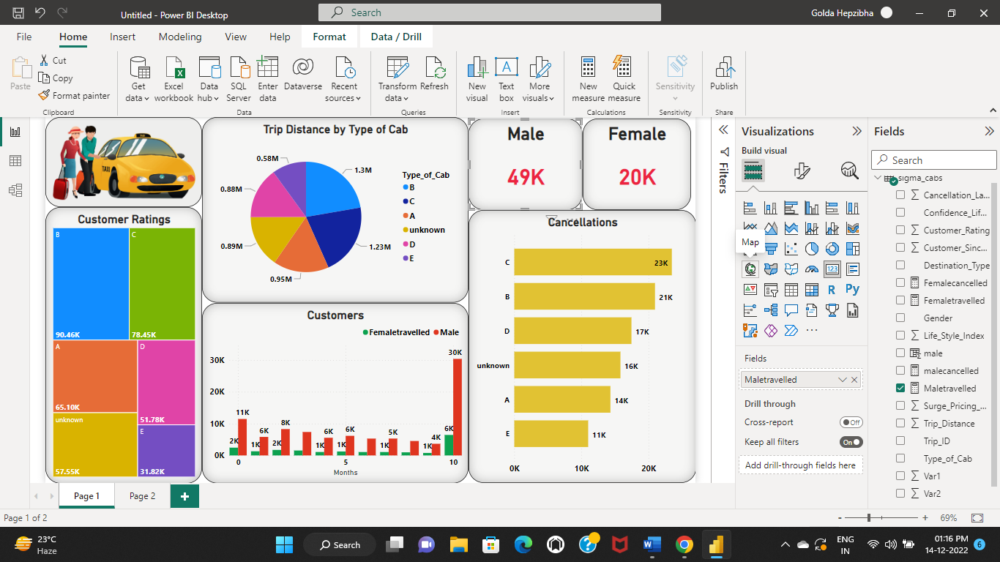 Untitled - Power BI Desktop
Search
Golda Hepzibha
File
Home
Insert
Modeling
View
Help
Format
Data / Drill
Paste
Cut
Copy
Format painter
Clipboard
Get data
Excel workbook
Data hub
SQL Server
Enter data
Dataverse
Recent sources
Data
Transform data
Refresh
Queries
New visual
Text box
More visuals
Insert
New measure
Quick measure
Calculations
Sensitivity
Sensitivity
Publish
Share
TAXI
Customer Ratings
B
90.46K
C
78.45K
A
65.10K
D
51.78K
unknown
57.55K
E
31.82K
Trip Distance by Type of Cab
0.58M
1.3M
0.88M
0.89M
1.23M
0.95M
Type_of_Cab
B
C
A
unknown
D
E
Customers
Femaletravelled Male
30K
20K
10K
0K
2K
11K
1K
6K
2K
8K
1K
6K
1K
6K
1K
5K
1K
4K
6K
30K
0
5
10
Months
Male
49K
Female
20K
Cancellations
C
23K
B
21K
D
17K
unknown
16K
A
14K
E
11K
0K
10K
20K
Filters
Visualizations
Build visual
Map
123
R
Py
Fields
Maletravelled
Drill through
Cross-report
Off
Keep all filters
On
Add drill-through fields here
Fields
Search
sigma_cabs
Cancellation_La...
Confidence_Lif...
Customer_Rating
Customer_Sinc...
Destination_Type
Femalecancelled
Femaletravelled
Gender
Life_Style_Index
male
malecancelled
Maletravelled
Surge_Pricing_...
Trip_Distance
Trip_ID
Type_of_Cab
Var1
Var2
Page 1
Page 2
Page 1 of 2
69%
23°C
Haze
Search
ENG
IN
01:16 PM
14-12-2022
6